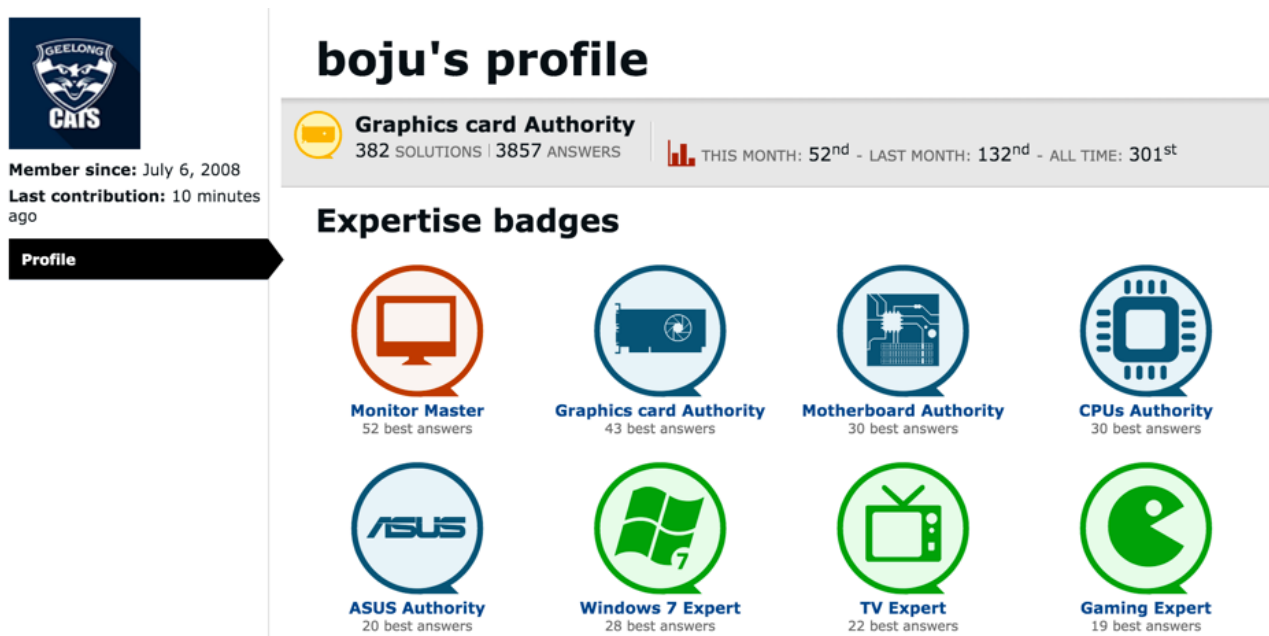 GEELONG
CATS
Member since: July 6, 2008
Last contribution: 10 minutes
ago
Profile
boju's profile
Graphics card Authority
382 SOLUTIONS | 3857 ANSWERS
THIS MONTH: 52nd - LAST MONTH: 132nd - ALL TIME: 301st
Expertise badges
Monitor Master
52 best answers
Graphics card Authority
43 best answers
Motherboard Authority
30 best answers
CPUs Authority
30 best answers
ASUS
ASUS Authority
20 best answers
7
Windows 7 Expert
28 best answers
TV Expert
22 best answers
Gaming Expert
19 best answers